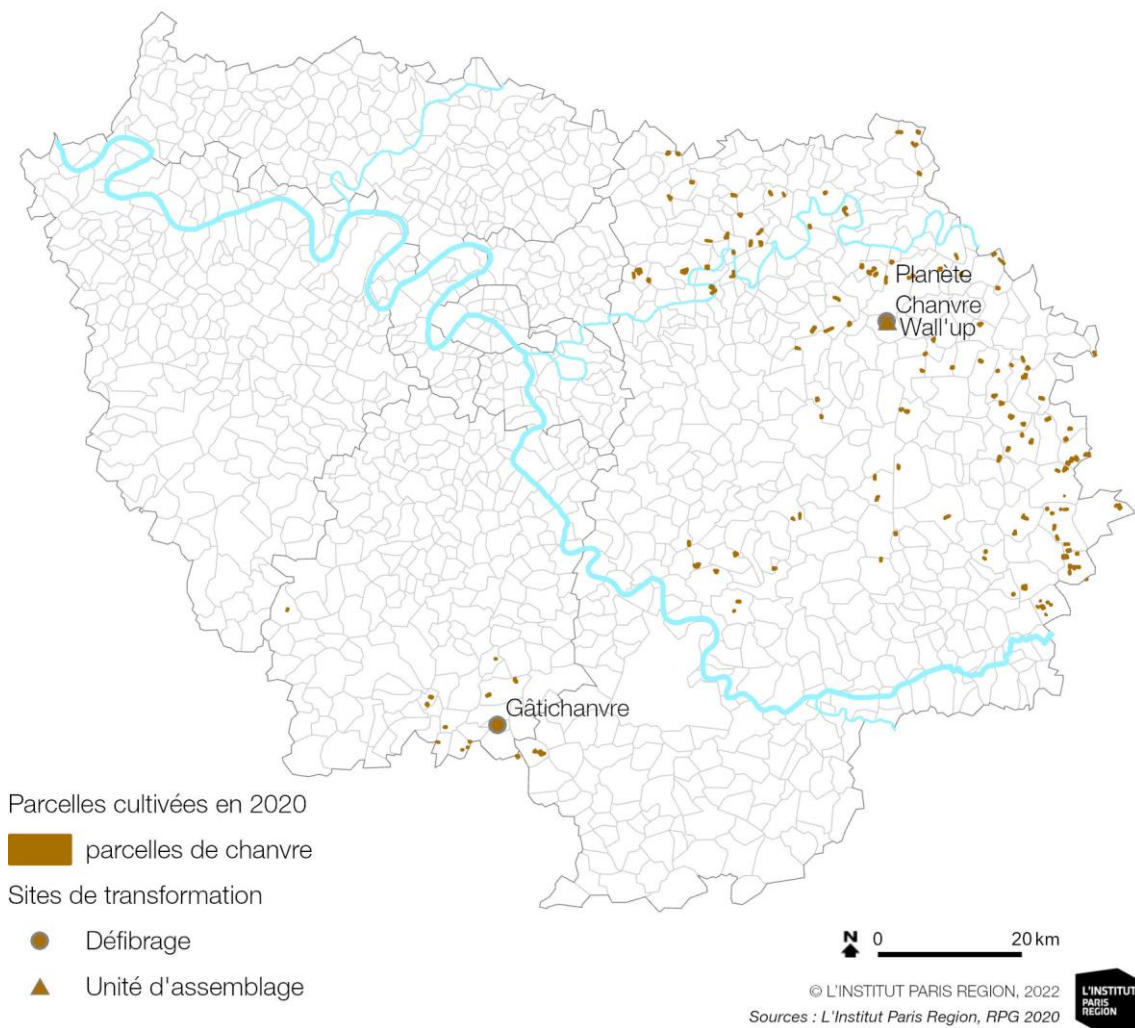 Planète
Chanvre
Wall'up
Gâtichanvre
Parcelles cultivées en 2020
parcelles de chanvre
Sites de transformation
Défibrage
Unité d'assemblage
N 0 20 km
© L'INSTITUT PARIS REGION, 2022
Sources : L'Institut Paris Region, RPG 2020
L'INSTITUT
PARIS
REGION